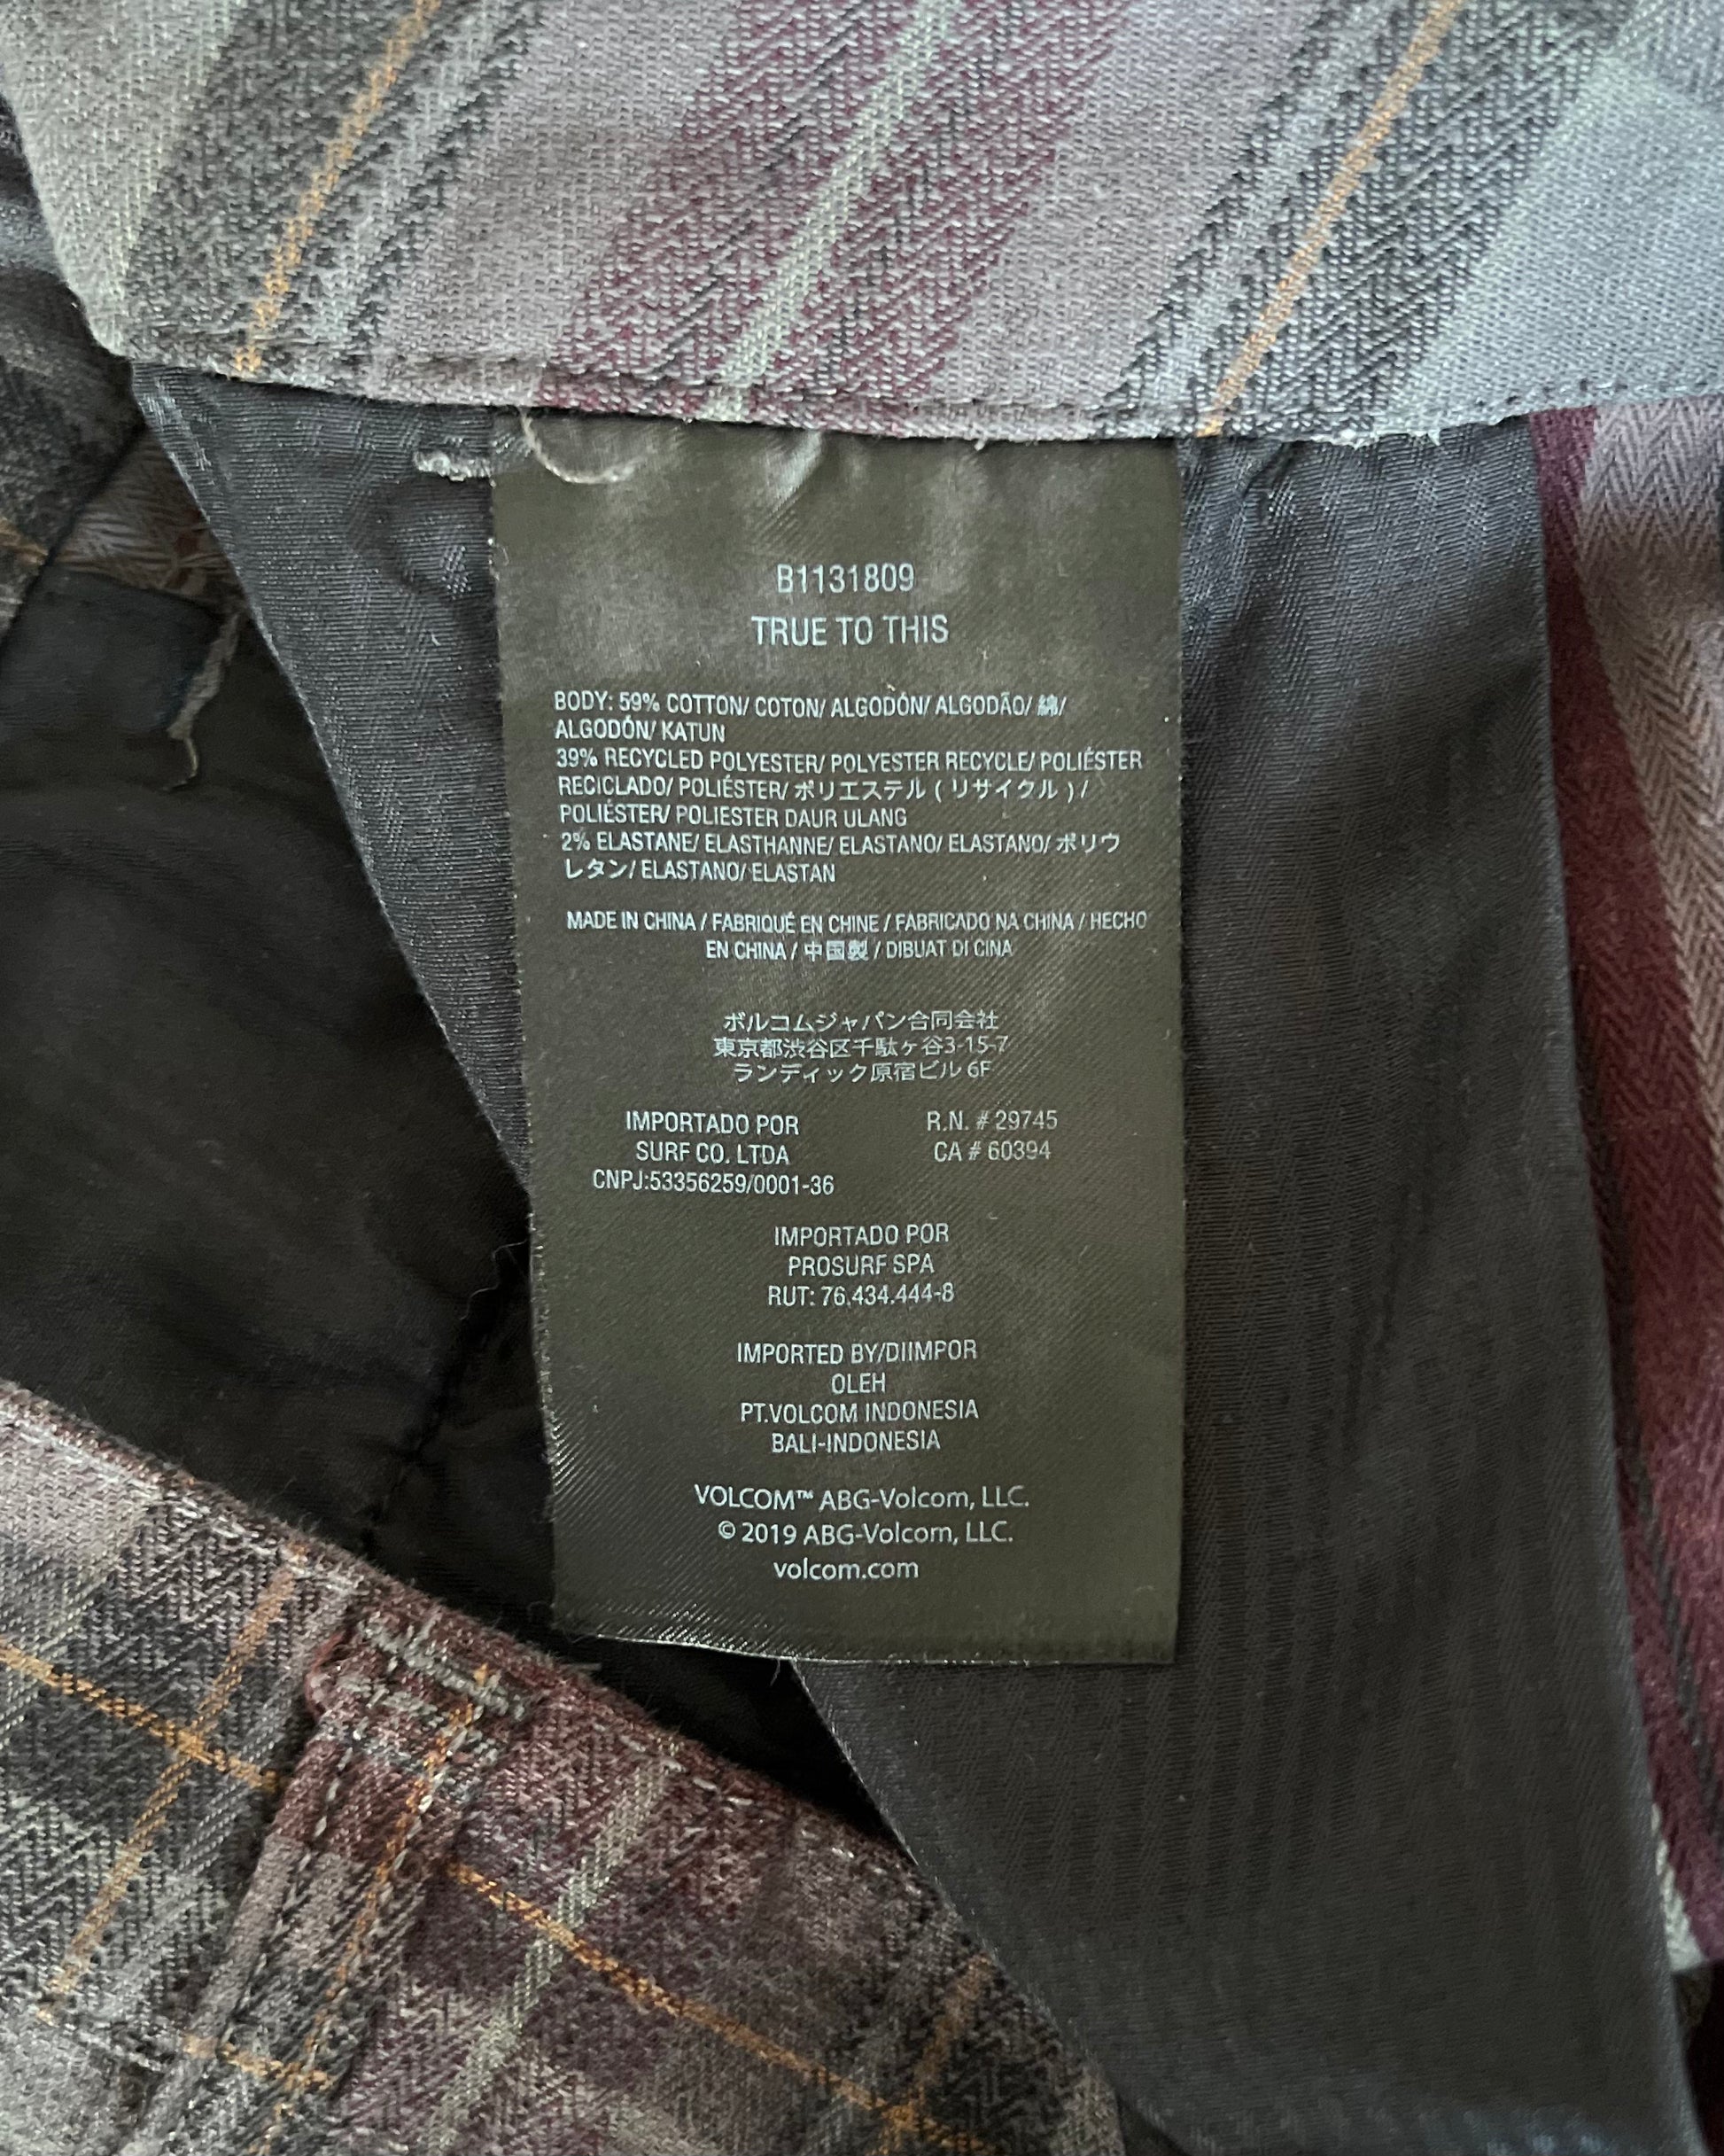 B1131809
TRUE TO THIS
BODY: 59% COTTON/ COTON/ ALGODÓN/ ALGODÃO/ 綿/
ALGODÓN/ KATUN
39% RECYCLED POLYESTER/ POLYESTER RECYCLE/ POLIÉSTER
RECICLADO/ POLIÉSTER/ ポリエステル ( リサイクル ) /
POLIÉSTER/ POLIESTER DAUR ULANG
2% ELASTANE/ ELASTHANNE/ ELASTANO/ ELASTANO/ ポリウ
レタン/ ELASTANO/ ELASTAN
MADE IN CHINA / FABRIQUÉ EN CHINE / FABRICADO NA CHINA / HECHO
EN CHINA / 中国製 / DIBUAT DI CINA
ボルコムジャパン合同会社
東京都渋谷区千駄ヶ谷3-15-7
ランディック原宿ビル 6F
IMPORTADO POR
SURF CO. LTDA
CNPJ:53356259/0001-36
R.N. # 29745
CA # 60394
IMPORTADO POR
PROSURF SPA
RUT: 76.434.444-8
IMPORTED BY/DIIMPOR
OLEH
PT.VOLCOM INDONESIA
BALI-INDONESIA
VOLCOM™ ABG-Volcom, LLC.
© 2019 ABG-Volcom, LLC.
volcom.com